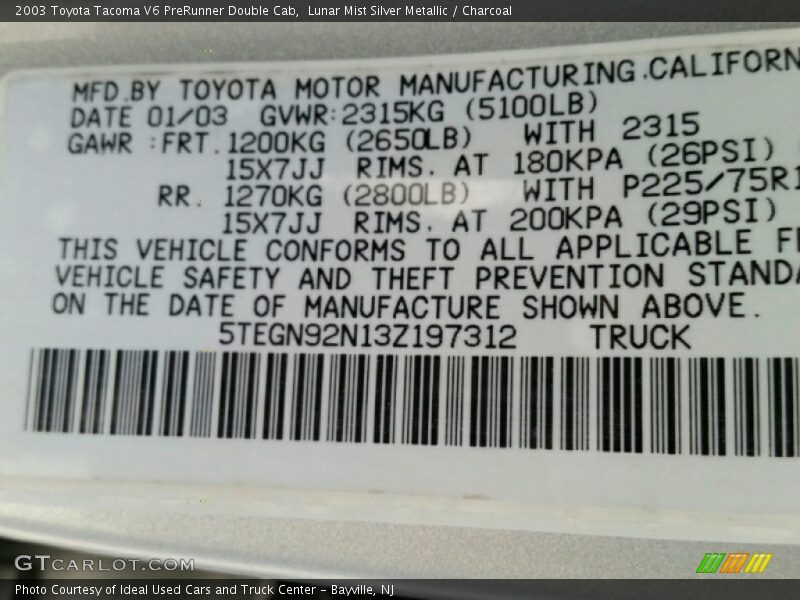 2003 Toyota Tacoma V6 PreRunner Double Cab,  Lunar Mist Silver Metallic / Charcoal
MFD.BY TOYOTA MOTOR MANUFACTURING.CALIFORN
DATE 01/03  GVWR:2315KG (5100LB)
GAWR :FRT.1200KG (2650LB)  WITH 2315
15X7JJ RIMS. AT 180KPA (26PSI)
RR. 1270KG (2800LB)  WITH P225/75R1
15X7JJ RIMS. AT 200KPA (29PSI)
THIS VEHICLE CONFORMS TO ALL APPLICABLE FE
VEHICLE SAFETY AND THEFT PREVENTION STANDA
ON THE DATE OF MANUFACTURE SHOWN ABOVE.
5TEGN92N13Z197312  TRUCK
GTCARLOT.COM
Photo Courtesy of Ideal Used Cars and Truck Center - Bayville, NJ